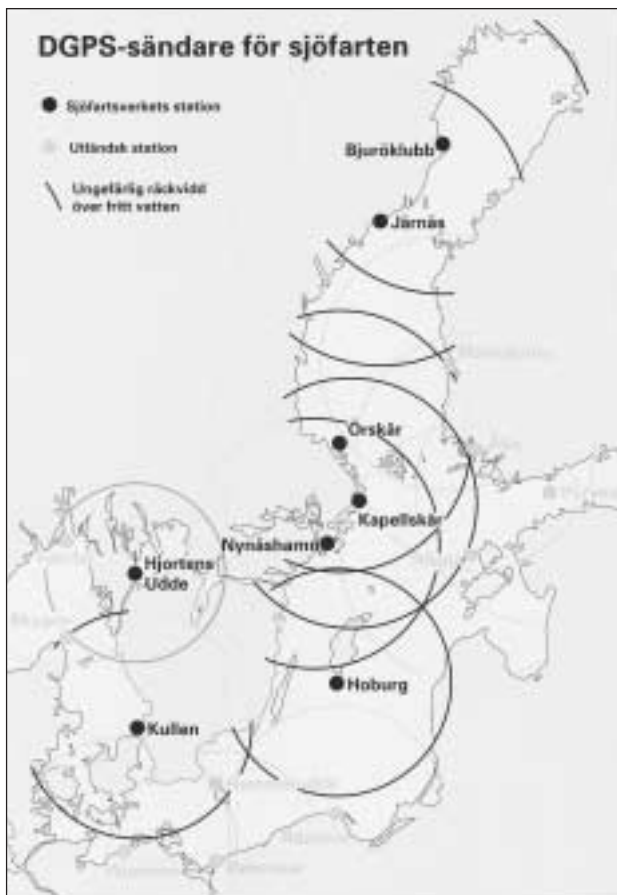 DGPS-sändare för sjöfarten
Sjöfartsverkets station
Utländsk station
Ungefärlig räckvidd
över fritt vatten
Bjuröklubb
Järnäs
Örskär
Kapellskär
Nynäshamn
Hjortens
Udde
Hoburg
Kullen